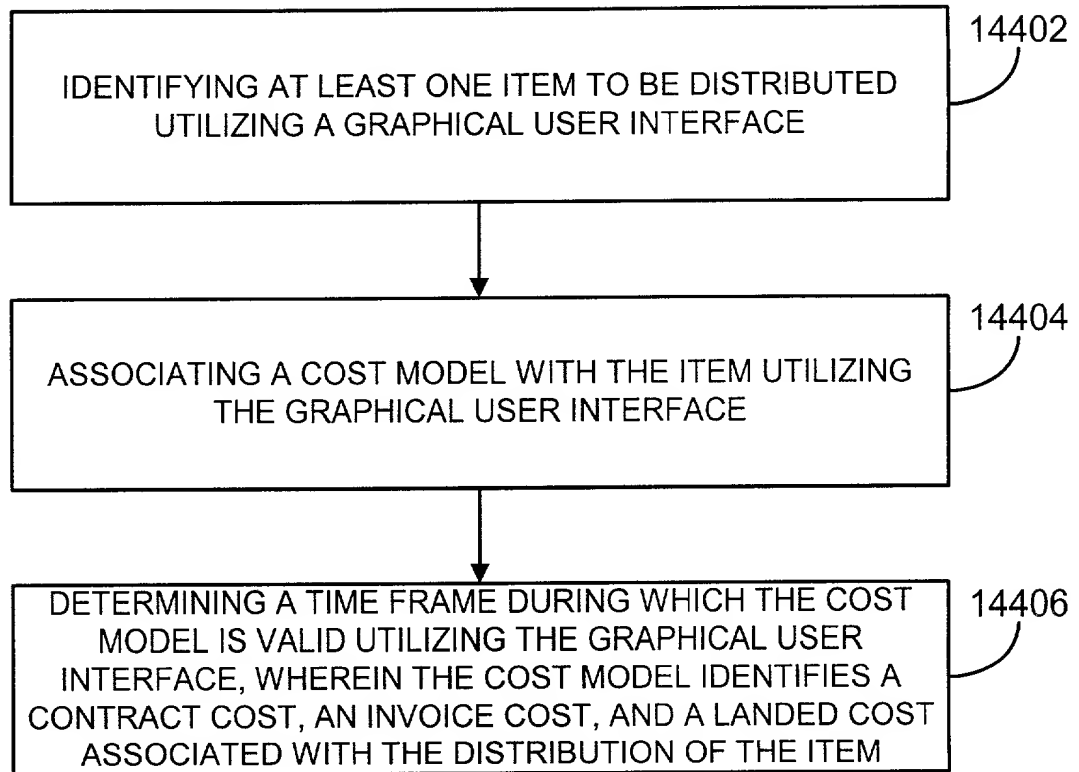 14402
IDENTIFYING AT LEAST ONE ITEM TO BE DISTRIBUTED
UTILIZING A GRAPHICAL USER INTERFACE
14404
ASSOCIATING A COST MODEL WITH THE ITEM UTILIZING
THE GRAPHICAL USER INTERFACE
14406
DETERMINING A TIME FRAME DURING WHICH THE COST
MODEL IS VALID UTILIZING THE GRAPHICAL USER
INTERFACE, WHEREIN THE COST MODEL IDENTIFIES A
CONTRACT COST, AN INVOICE COST, AND A LANDED COST
ASSOCIATED WITH THE DISTRIBUTION OF THE ITEM